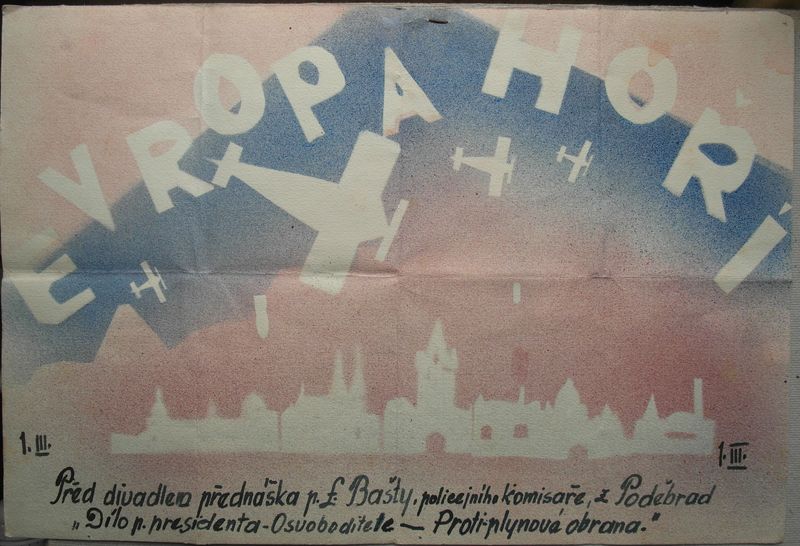 EVROPA HOŘÍ
1. III.
1. III.
Před divadlem přednáška p. f. Bašty, policejního komisaře, z Poděbrad
„Dílo p. presidenta-Osvoboditele — Proti-plynová obrana."